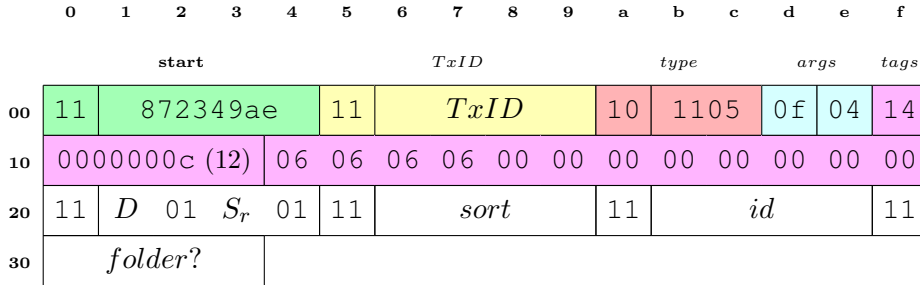 0 1 2 3 4 5 6 7 8 9 a b c d e f
start TxID type args tags
00 11 872349ae 11 TxID 10 1105 0f 04 14
10 0000000c (12) 06 06 06 06 00 00 00 00 00 00 00 00
20 11 D 01 Sr 01 11 sort 11 id 11
30 folder?